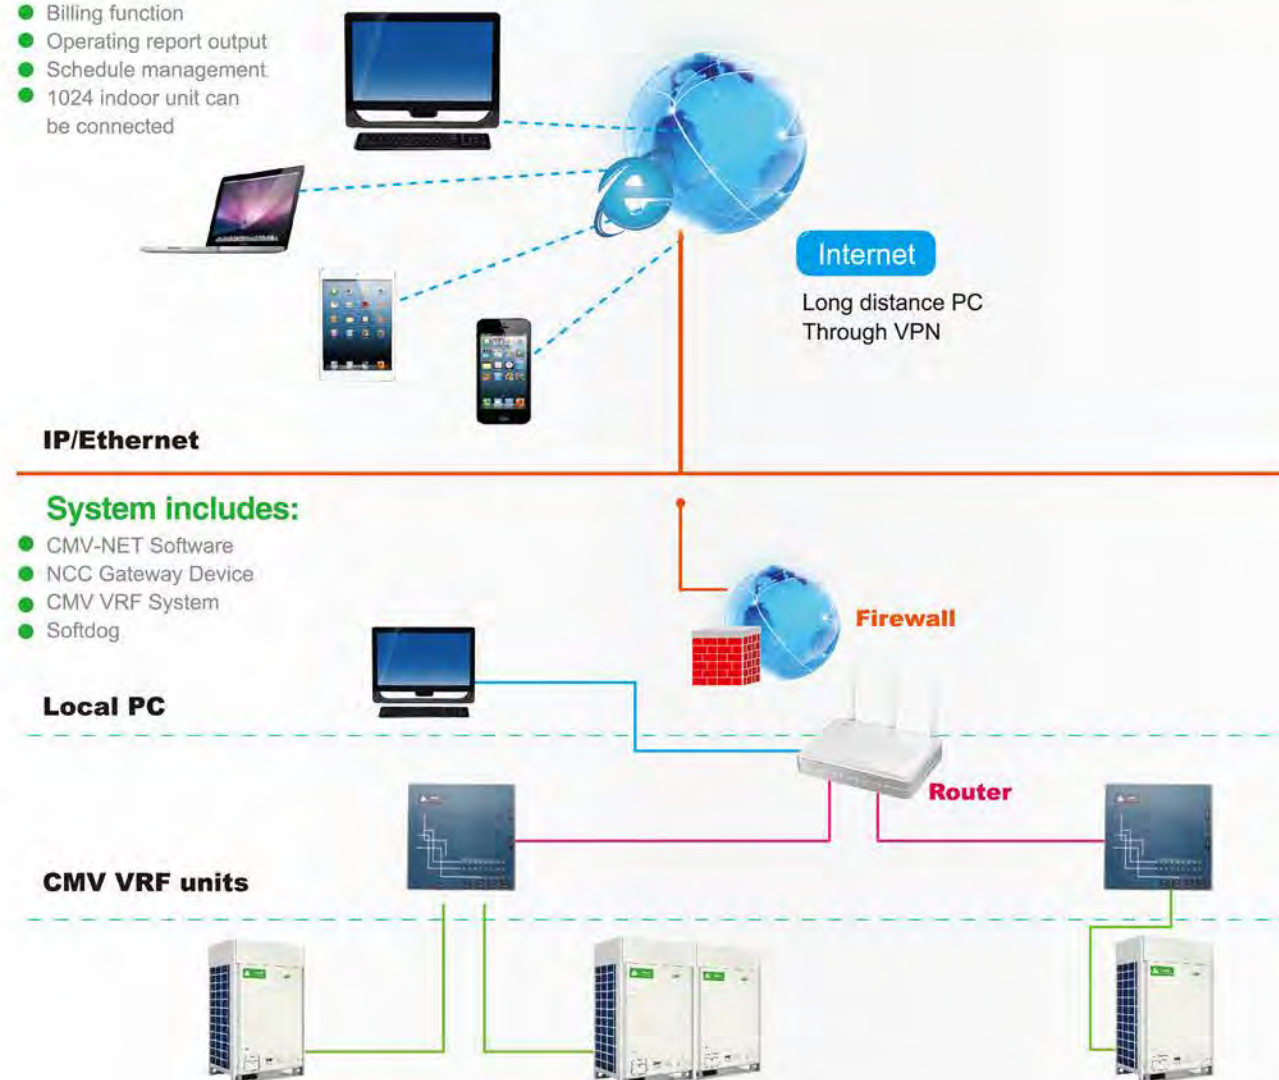 Billing function
Operating report output
Schedule management
1024 indoor unit can
be connected
Internet
Long distance PC
Through VPN
IP/Ethernet
System includes:
CMV-NET Software
NCC Gateway Device
CMV VRF System
Softdog
Firewall
Local PC
Router
CMV VRF units